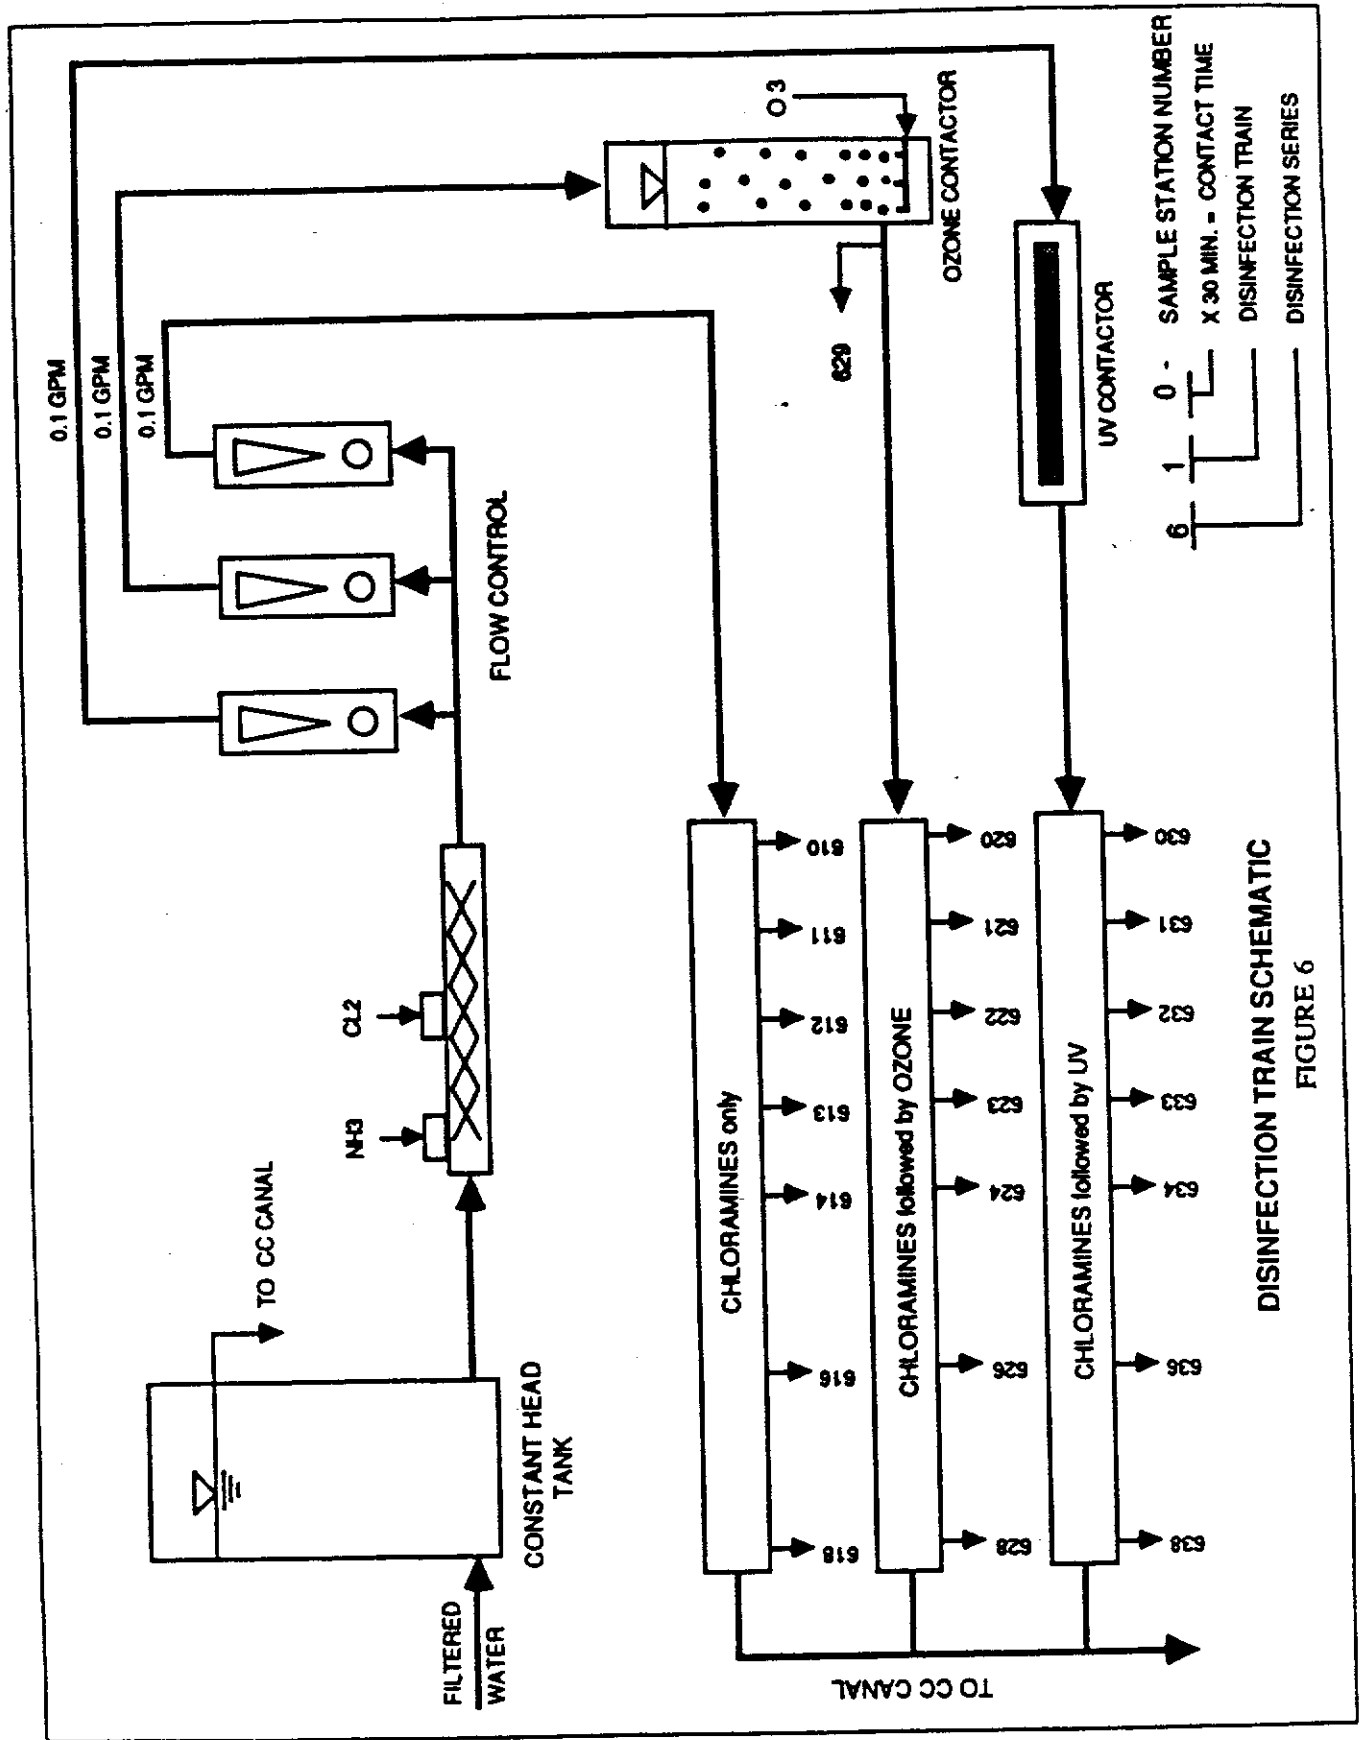 FILTERED
WATER
CONSTANT HEAD
TANK
TO CC CANAL
NH3
CL2
FLOW CONTROL
0.1 GPM
0.1 GPM
0.1 GPM
O3
OZONE CONTACTOR
629
UV CONTACTOR
CHLORAMINES only
618
616
614
613
612
611
610
CHLORAMINES followed by OZONE
628
626
624
623
622
621
620
CHLORAMINES followed by UV
638
636
634
633
632
631
630
TO CC CANAL
6 1 0 - SAMPLE STATION NUMBER
X 30 MIN. = CONTACT TIME
DISINFECTION TRAIN
DISINFECTION SERIES
DISINFECTION TRAIN SCHEMATIC
FIGURE 6